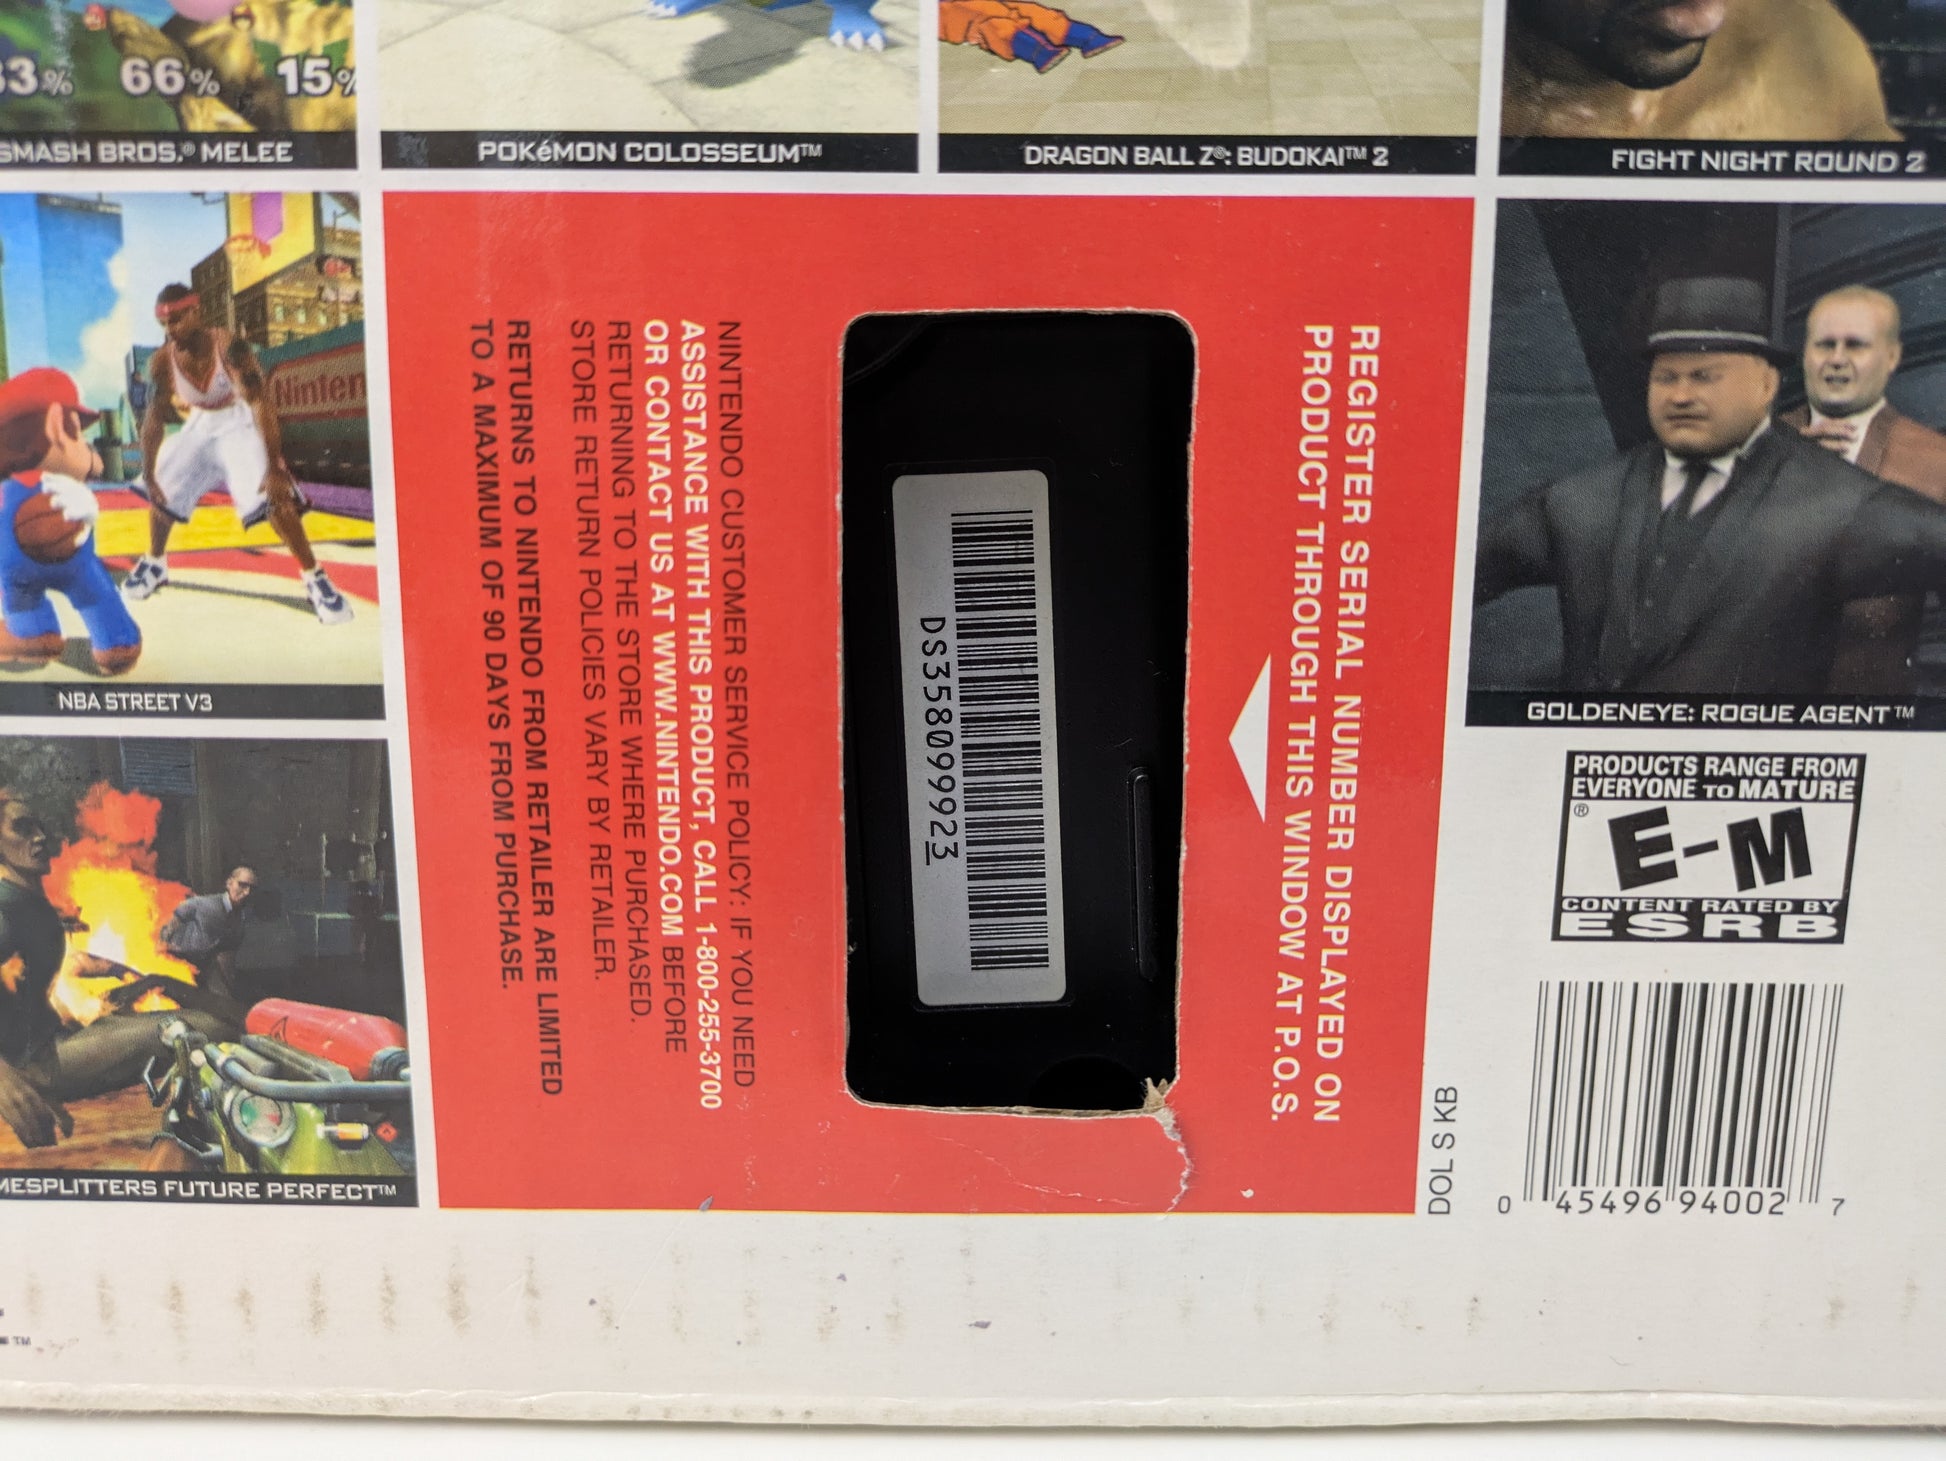 33% 66% 15%
SMASH BROS.® MELEE
POKéMON COLOSSEUM™
DRAGON BALL Z®: BUDOKAI™ 2
FIGHT NIGHT ROUND 2
Ninten
NBA STREET V3
GOLDENEYE: ROGUE AGENT™
MESPLITTERS FUTURE PERFECT™
REGISTER SERIAL NUMBER DISPLAYED ON
PRODUCT THROUGH THIS WINDOW AT P.O.S.
DS358099923
NINTENDO CUSTOMER SERVICE POLICY: IF YOU NEED
ASSISTANCE WITH THIS PRODUCT, CALL 1-800-255-3700
OR CONTACT US AT WWW.NINTENDO.COM BEFORE
RETURNING TO THE STORE WHERE PURCHASED.
STORE RETURN POLICIES VARY BY RETAILER.
RETURNS TO NINTENDO FROM RETAILER ARE LIMITED
TO A MAXIMUM OF 90 DAYS FROM PURCHASE.
PRODUCTS RANGE FROM
EVERYONE TO MATURE
®
E-M
CONTENT RATED BY
ESRB
DOL S KB
0 45496 94002 7
™